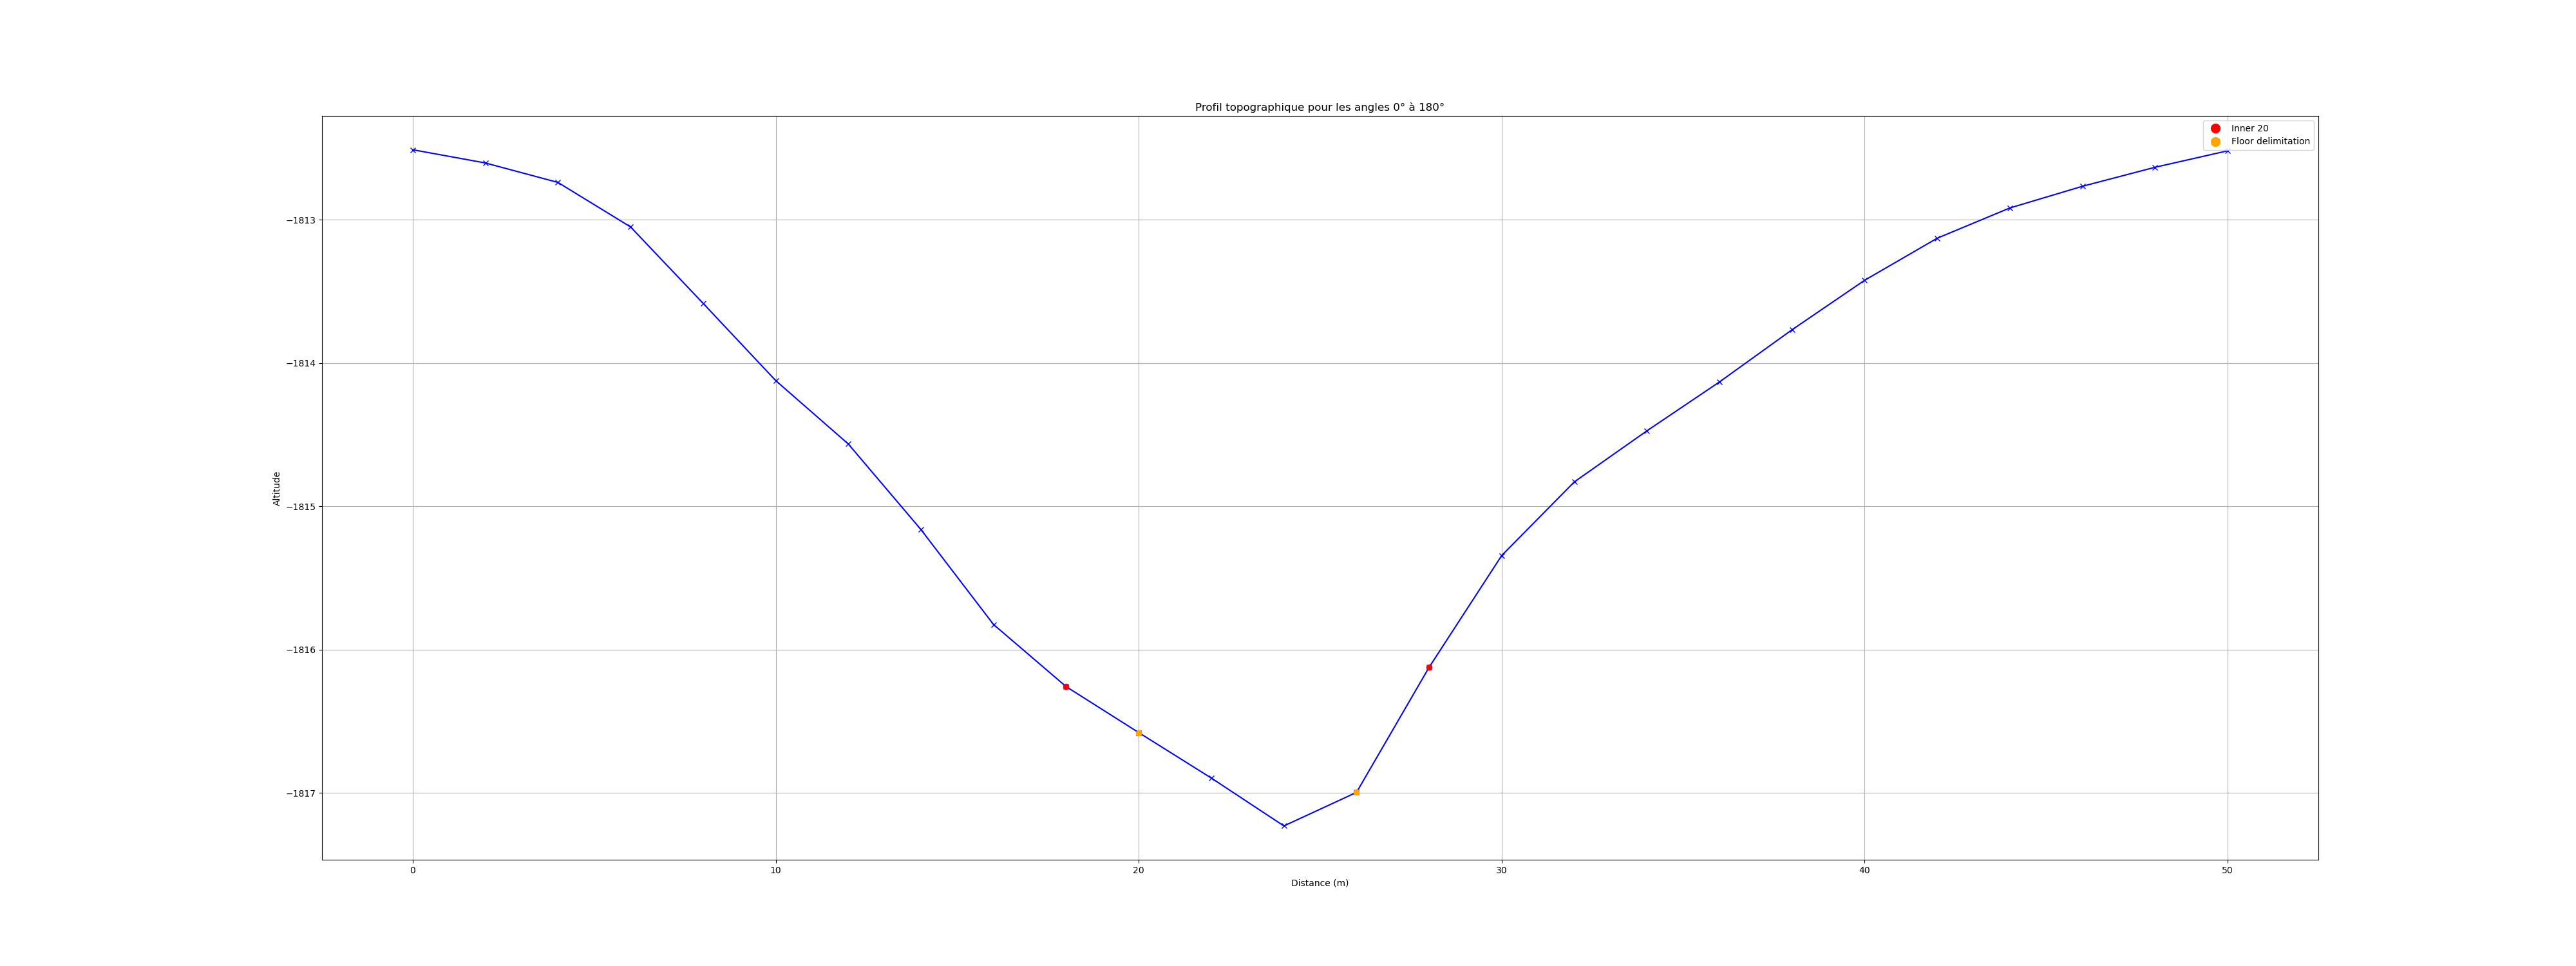 Profil topographique pour les angles 0° à 180°
Inner 20
Floor delimitation
−1813
−1814
−1815
−1816
−1817
Altitude
0
10
20
30
40
50
Distance (m)